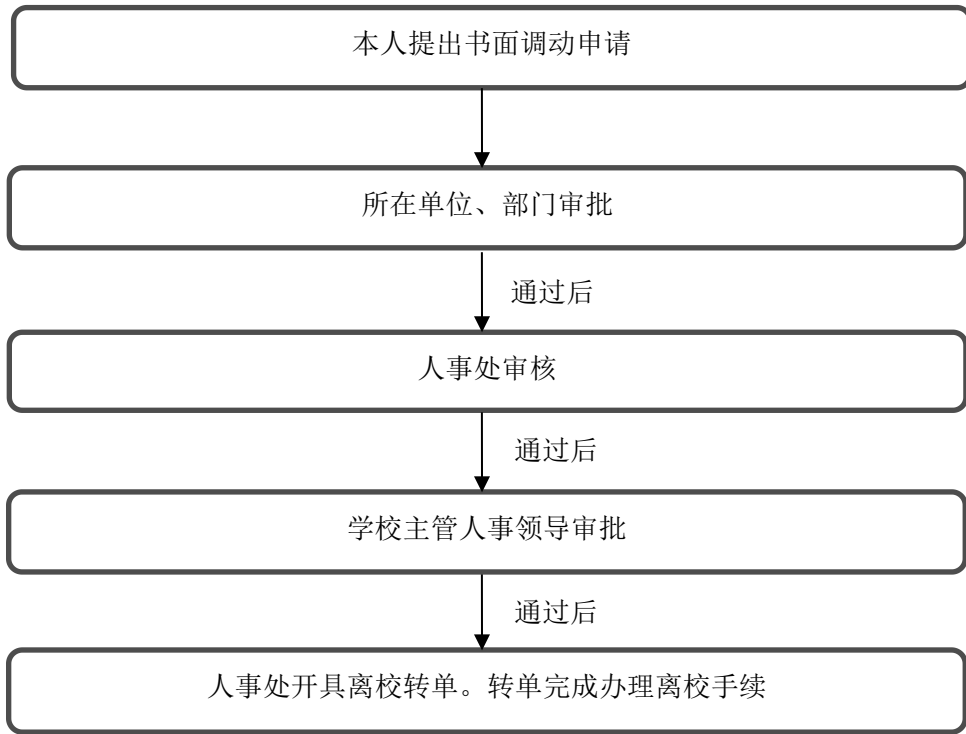 本人提出书面调动申请
所在单位、部门审批
通过后
人事处审核
通过后
学校主管人事领导审批
通过后
人事处开具离校转单。转单完成办理离校手续